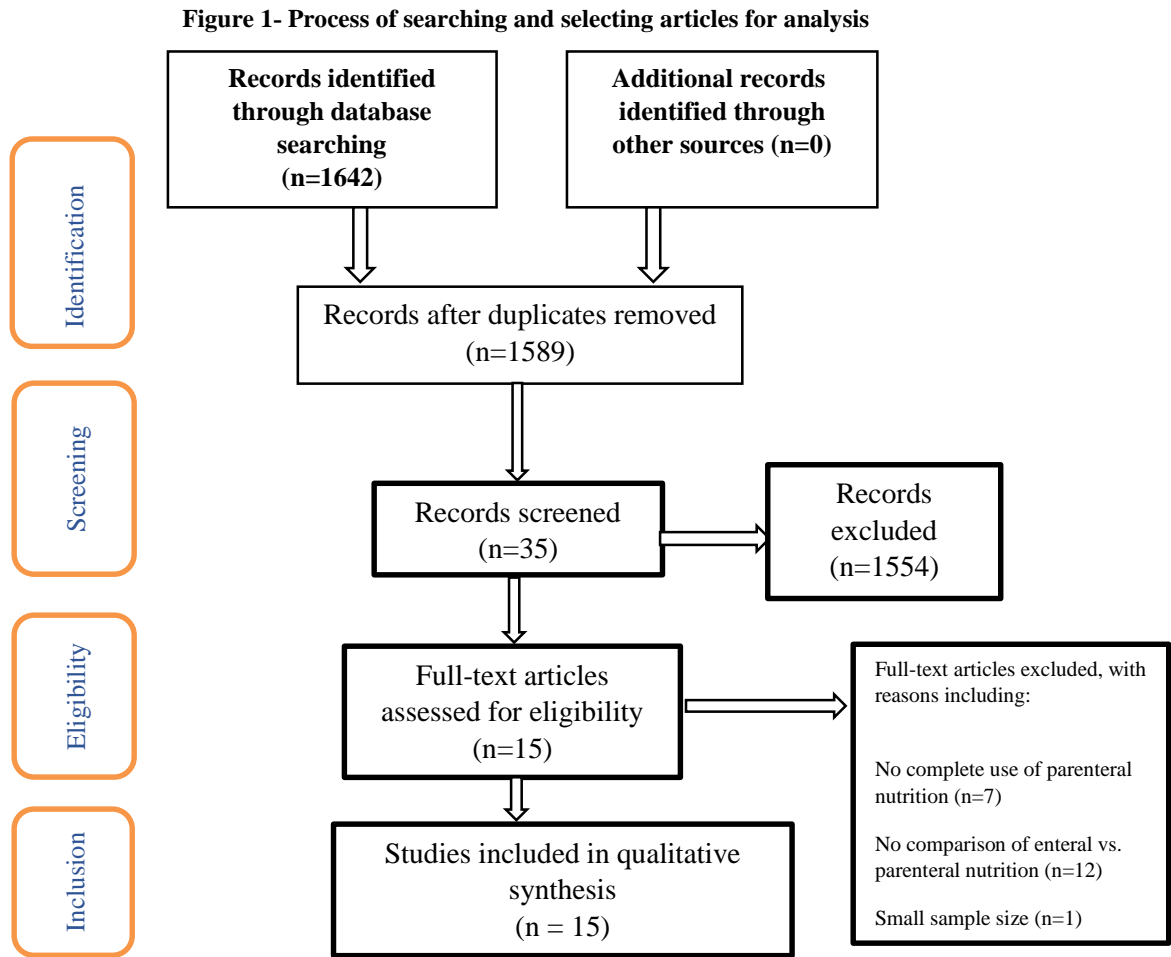 Figure 1- Process of searching and selecting articles for analysis
Records identified
through database
searching
(n=1642)
Additional records
identified through
other sources (n=0)
Identification
Records after duplicates removed
(n=1589)
Screening
Records screened
(n=35)
Records
excluded
(n=1554)
Eligibility
Full-text articles
assessed for eligibility
(n=15)
Full-text articles excluded, with
reasons including:
No complete use of parenteral
nutrition (n=7)
No comparison of enteral vs.
parenteral nutrition (n=12)
Small sample size (n=1)
Inclusion
Studies included in qualitative
synthesis
(n = 15)